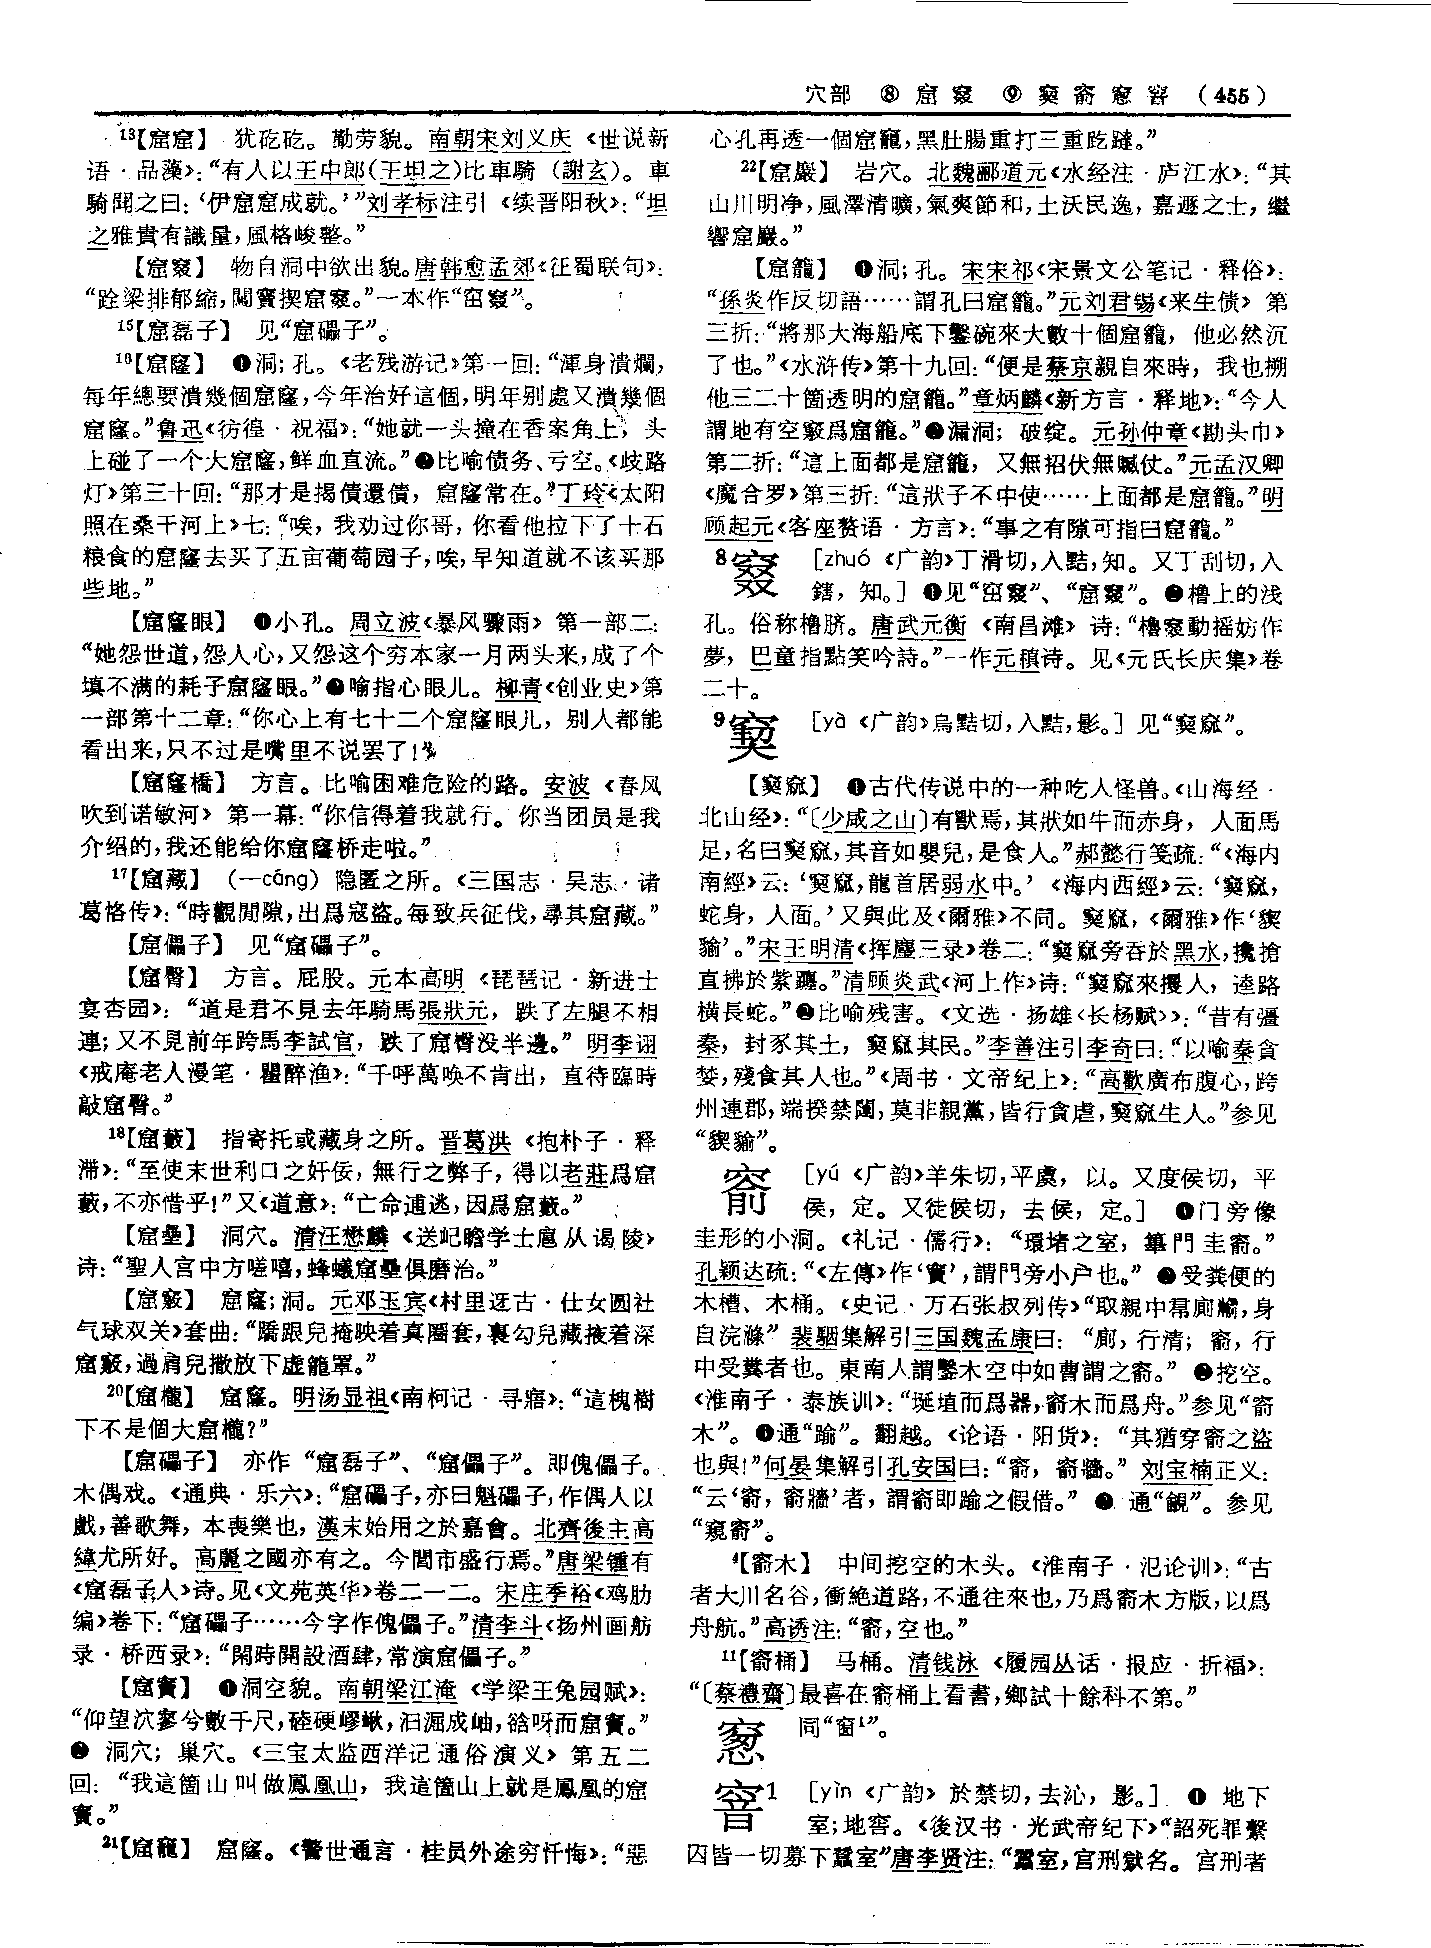 穴部 ⑧ 窟 窡 ⑨ 窫 窬 窻 窨 (455)
¹³【窟窟】 犹矻矻。勤劳貌。南朝宋刘义庆《世说新
语·品藻》：“有人以王中郎(王坦之)比車騎（謝玄)。車
騎聞之曰：‘伊窟窟成就。’”刘孝标注引《续晋阳秋》：“坦
之雅貴有識量，風格峻整。”
【窟窡】 物自洞中欲出貌。唐韩愈孟郊《征蜀联句》：
“跧梁排郁縮，闖竇揳窟窡。”一本作“窋窡”。
¹⁵【窟磊子】 见“窟礧子”。
¹⁶【窟窿】 ❶洞；孔。《老残游记》第一回：“渾身潰爛，
每年總要潰幾個窟窿，今年治好這個，明年别處又潰幾個
窟窿。”鲁迅《彷徨·祝福》：“她就一头撞在香案角上，头
上碰了一个大窟窿，鲜血直流。”❷比喻债务、亏空。《歧路
灯》第三十回：“那才是揭債還債，窟窿常在。”丁玲《太阳
照在桑干河上》七：“唉，我劝过你哥，你看他拉下了十石
粮食的窟窿去买了五亩葡萄园子，唉，早知道就不该买那
些地。”
【窟窿眼】 ❶小孔。周立波《暴风骤雨》第一部二：
“她怨世道，怨人心，又怨这个穷本家一月两头来，成了个
填不满的耗子窟窿眼。”❷喻指心眼儿。柳青《创业史》第
一部第十二章：“你心上有七十二个窟窿眼儿，别人都能
看出来，只不过是嘴里不说罢了！”
【窟窿橋】 方言。比喻困难危险的路。安波《春风
吹到诺敏河》第一幕：“你信得着我就行。你当团员是我
介绍的，我还能给你窟窿桥走啦。”
¹⁷【窟藏】 (—cáng) 隐匿之所。《三国志·吴志·诸
葛恪传》：“時觀閒隙，出爲寇盜。每致兵征伐，尋其窟藏。”
【窟儡子】 见“窟礧子”。
【窟臀】 方言。屁股。元本高明《琵琶记·新进士
宴杏园》：“道是君不見去年騎馬張狀元，跌了左腿不相
連；又不見前年跨馬李試官，跌了窟臀没半邊。”明李诩
《戒庵老人漫笔·瞿醉渔》：“千呼萬唤不肯出，直待臨時
敲窟臀。”
¹⁸【窟藪】 指寄托或藏身之所。晋葛洪《抱朴子·释
滞》：“至使末世利口之奸佞，無行之弊子，得以老莊爲窟
藪，不亦惜乎！”又《道意》：“亡命逋逃，因爲窟藪。”
【窟壘】 洞穴。清汪懋麟《送屺瞻学士扈从谒陵》
诗：“聖人宫中方嗟嘻，蜂蟻窟壘俱磨治。”
【窟竅】 窟窿；洞。元邓玉宾《村里迓古·仕女圆社
气球双关》套曲：“蹻跟兒掩映着真圈套，裏勾兒藏掖着深
窟竅，過肩兒撒放下虚籠罩。”
²⁰【窟櫳】 窟窿。明汤显祖《南柯记·寻寤》：“這槐樹
下不是個大窟櫳？”
【窟礧子】 亦作“窟磊子”、“窟儡子”。即傀儡子。
木偶戏。《通典·乐六》：“窟礧子，亦曰魁礧子，作偶人以
戲，善歌舞，本喪樂也，漢末始用之於嘉會。北齊後主高
緯尤所好。高麗之國亦有之。今閭市盛行焉。”唐梁锺有
《窟磊子人》诗。见《文苑英华》卷二一二。宋庄季裕《鸡肋
编》卷下：“窟礧子……今字作傀儡子。”清李斗《扬州画舫
录·桥西录》：“閑時開設酒肆，常演窟儡子。”
【窟寶】 ❶洞空貌。南朝梁江淹《学梁王兔园赋》：
“仰望泬寥兮數千尺，硿硬嵺㟋，汩淈成岫，谽呀而窟寶。”
❷ 洞穴；巢穴。《三宝太监西洋记通俗演义》第五二
回：“我這箇山叫做鳳凰山，我這箇山上就是鳳凰的窟
寶。”
²¹【窟竉】 窟窿。《警世通言·桂员外途穷忏悔》：“惡
心孔再透一個窟竉，黑肚腸重打三重趷躂。”
²²【窟巖】 岩穴。北魏郦道元《水经注·庐江水》：“其
山川明净，風澤清曠，氣爽節和，土沃民逸，嘉遯之士，繼
響窟巖。”
【窟籠】 ❶洞；孔。宋宋祁《宋景文公笔记·释俗》：
“孫炎作反切語……謂孔曰窟籠。”元刘君锡《来生债》第
三折：“將那大海船底下鑿碗來大數十個窟籠，他必然沉
了也。”《水浒传》第十九回：“便是蔡京親自來時，我也搠
他三二十箇透明的窟籠。”章炳麟《新方言·释地》：“今人
謂地有空竅爲窟籠。”❷漏洞；破绽。元孙仲章《勘头巾》
第二折：“這上面都是窟籠，又無招伏無贓仗。”元孟汉卿
《魔合罗》第三折：“這狀子不中使……上面都是窟籠。”明
顾起元《客座赘语·方言》：“事之有隙可指曰窟籠。”
⁸窡 [zhuó 《广韵》丁滑切，入黠，知。又丁刮切，入
鎋，知。] ❶见“窋窡”、“窟窡”。❷橹上的浅
孔。俗称橹脐。唐武元衡《南昌滩》诗：“櫓窡動摇妨作
夢，巴童指點笑吟詩。”一作元稹诗。见《元氏长庆集》卷
二十。
⁹窫 [yà 《广韵》烏黠切，入黠，影。] 见“窫窳”。
【窫窳】 ❶古代传说中的一种吃人怪兽。《山海经·
北山经》：“〔少咸之山〕有獸焉，其狀如牛而赤身，人面馬
足，名曰窫窳，其音如嬰兒，是食人。”郝懿行笺疏：“《海内
南經》云：‘窫窳，龍首居弱水中。’《海内西經》云：‘窫窳，
蛇身，人面。’又與此及《爾雅》不同。窫窳，《爾雅》作‘猰
貐’。”宋王明清《挥麈三录》卷二：“窫窳旁吞於黑水，攙搶
直拂於紫躔。”清顾炎武《河上作》诗：“窫窳來攫人，逵路
横長蛇。”❷比喻残害。《文选·扬雄〈长杨赋〉》：“昔有彊
秦，封豕其土，窫窳其民。”李善注引李奇曰：“以喻秦貪
婪，殘食其人也。”《周书·文帝纪上》：“高歡廣布腹心，跨
州連郡，端揆禁闥，莫非親黨，皆行貪虐，窫窳生人。”参见
“猰貐”。
窬 [yú 《广韵》羊朱切，平虞，以。又度侯切，平
侯，定。又徒候切，去候，定。] ❶门旁像
圭形的小洞。《礼记·儒行》：“環堵之室，篳門圭窬。”
孔颖达疏：“《左傳》作‘竇’，謂門旁小户也。”❷受粪便的
木槽、木桶。《史记·万石张叔列传》“取親中帬廁牏，身
自浣滌”裴駰集解引三国魏孟康曰：“廁，行清；窬，行
中受糞者也。東南人謂鑿木空中如曹謂之窬。”❸挖空。
《淮南子·泰族训》：“埏埴而爲器，窬木而爲舟。”参见“窬
木”。❹通“踰”。翻越。《论语·阳货》：“其猶穿窬之盜
也與！”何晏集解引孔安国曰：“窬，窬牆。”刘宝楠正义：
“云‘窬，窬牆’者，謂窬即踰之假借。”❺ 通“覦”。参见
“窺窬”。
⁴【窬木】 中间挖空的木头。《淮南子·氾论训》：“古
者大川名谷，衝絶道路，不通往來也，乃爲窬木方版，以爲
舟航。”高诱注：“窬，空也。”
¹¹【窬桶】 马桶。清钱泳《履园丛话·报应·折福》：
“〔蔡禮齋〕最喜在窬桶上看書，鄉試十餘科不第。”
窻 同“窗¹”。
窨¹ [yìn 《广韵》於禁切，去沁，影。] ❶ 地下
室；地窖。《後汉书·光武帝纪下》“詔死罪繫
囚皆一切募下蠶室”唐李贤注：“蠶室，宫刑獄名。宫刑者